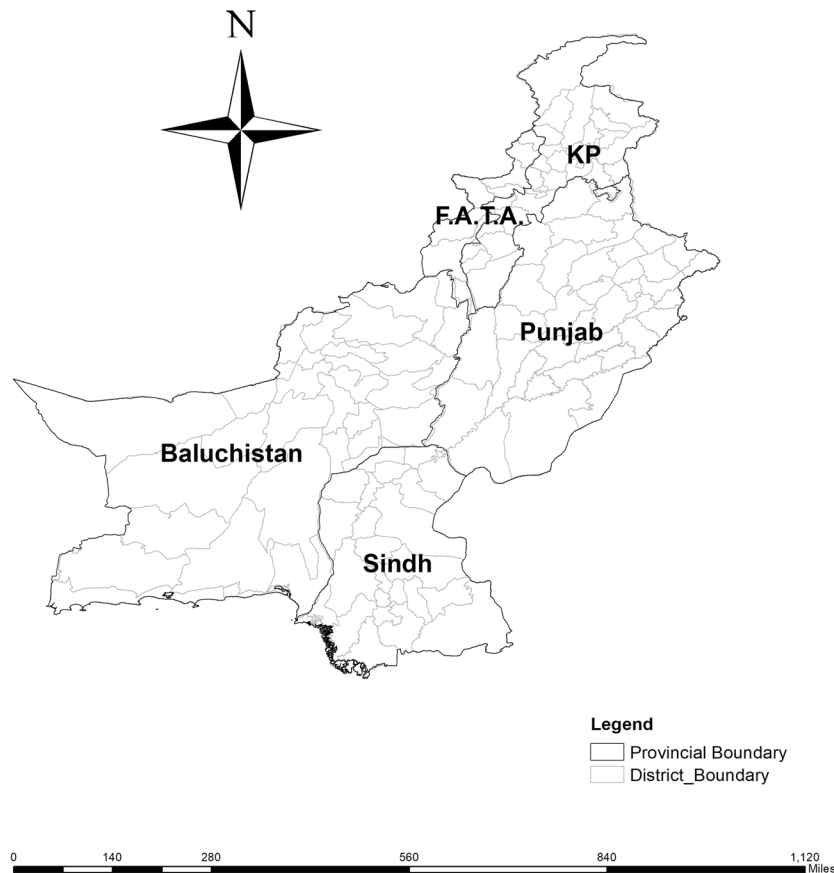 N
KP
F.A.T.A.
Punjab
Baluchistan
Sindh
Legend
Provincial Boundary
District_Boundary
0 140 280 560 840 1,120
Miles